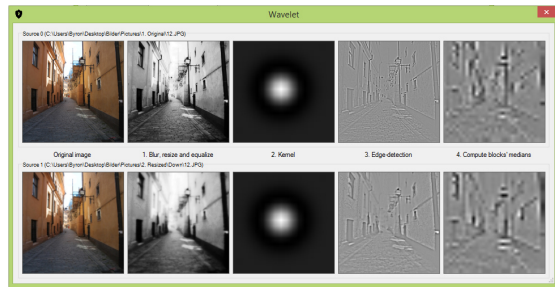 Wavelet
Source 0 (C:\Users\Byron\Desktop\Bilder\Pictures\1. Original\12.JPG)
Original image 1. Blur, resize and equalize 2. Kernel 3. Edge-detection 4. Compute blocks' medians
Source 1 (C:\Users\Byron\Desktop\Bilder\Pictures\2. Resized\Down\12.JPG)